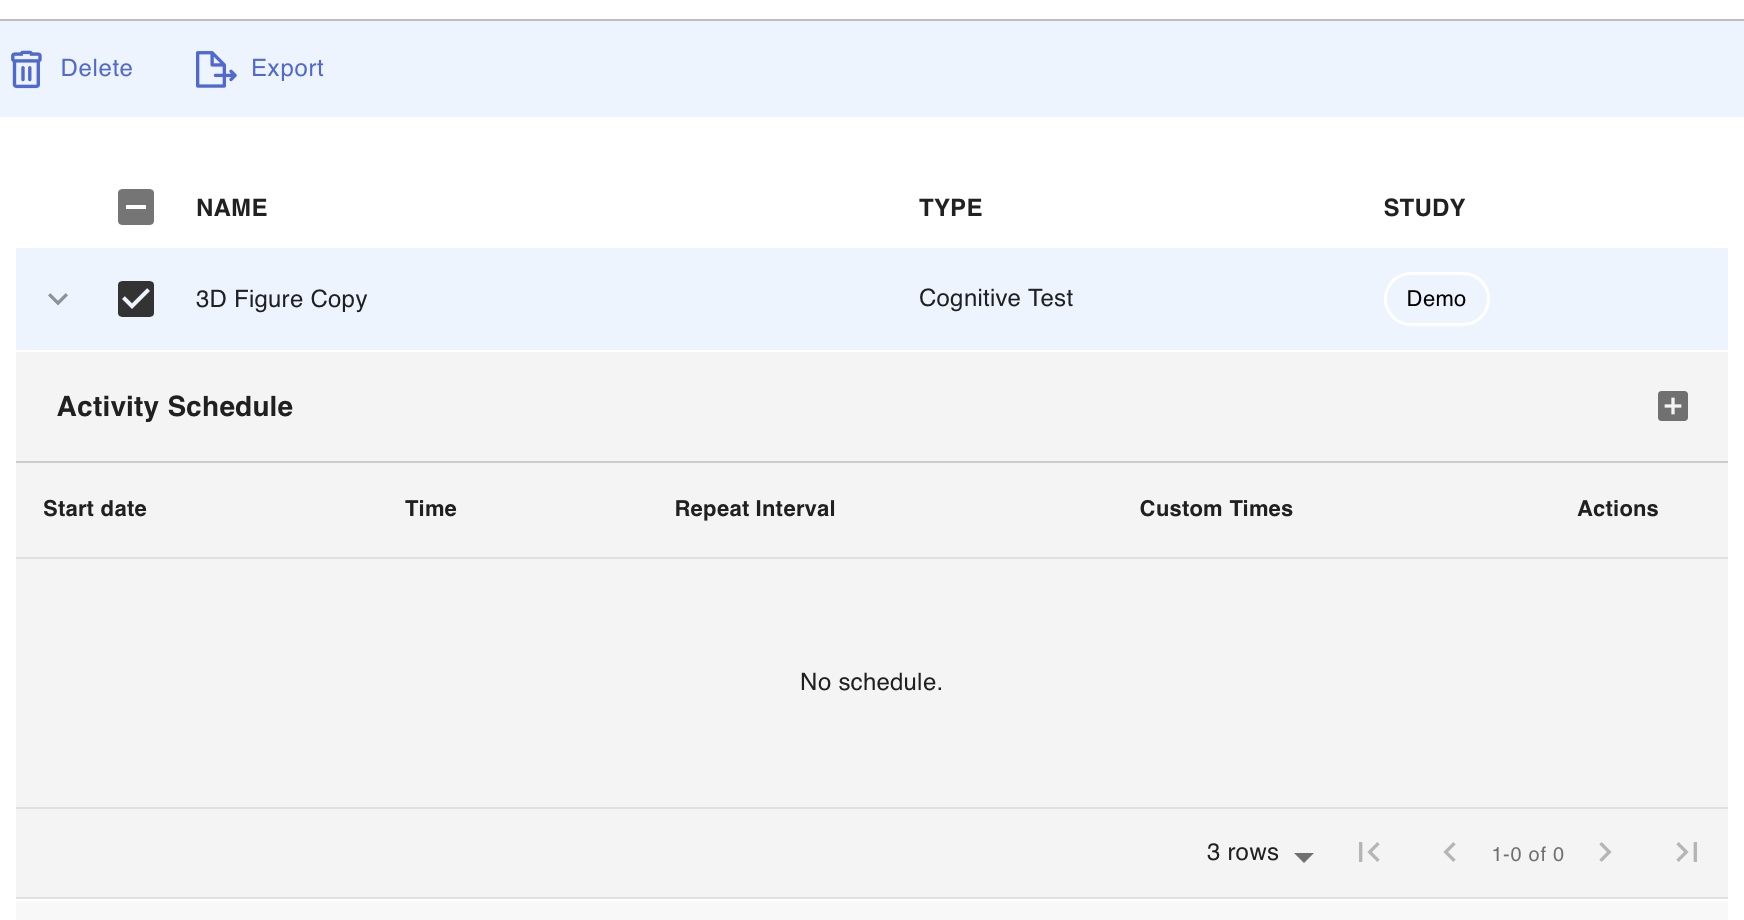 Delete Export
NAME TYPE STUDY
3D Figure Copy Cognitive Test Demo
Activity Schedule
Start date Time Repeat Interval Custom Times Actions
No schedule.
3 rows 1-0 of 0